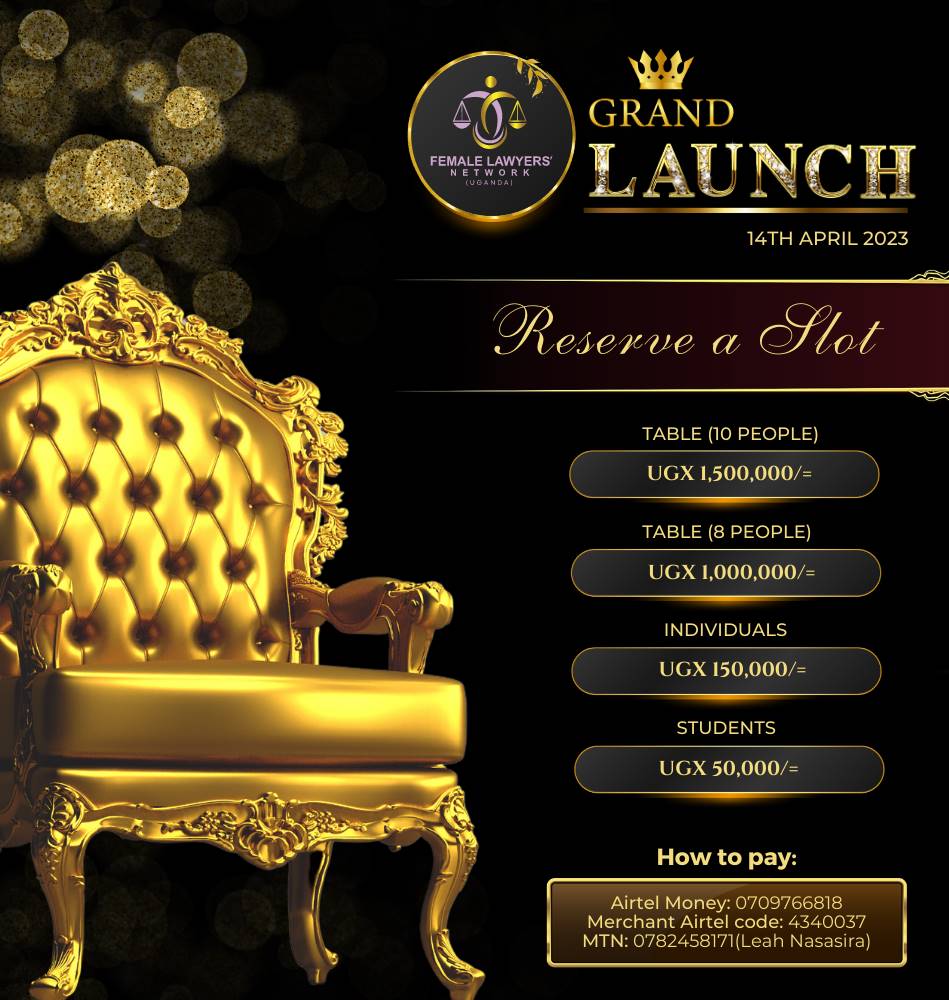 FEMALE LAWYERS'
NETWORK
(UGANDA)
GRAND
LAUNCH
14TH APRIL 2023
Reserve a Slot
TABLE (10 PEOPLE)
UGX 1,500,000/=
TABLE (8 PEOPLE)
UGX 1,000,000/=
INDIVIDUALS
UGX 150,000/=
STUDENTS
UGX 50,000/=
How to pay:
Airtel Money: 0709766818
Merchant Airtel code: 4340037
MTN: 0782458171(Leah Nasasira)